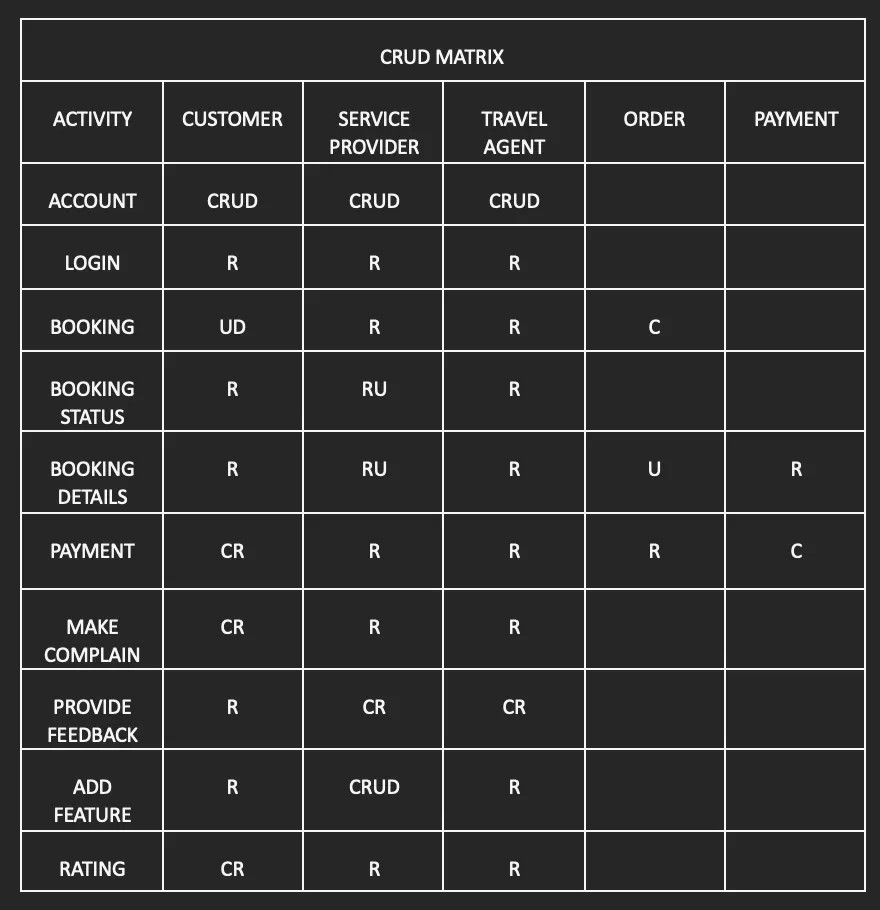 CRUD MATRIX
ACTIVITY CUSTOMER SERVICE PROVIDER TRAVEL AGENT ORDER PAYMENT
ACCOUNT CRUD CRUD CRUD
LOGIN R R R
BOOKING UD R R C
BOOKING STATUS R RU R
BOOKING DETAILS R RU R U R
PAYMENT CR R R R C
MAKE COMPLAIN CR R R
PROVIDE FEEDBACK R CR CR
ADD FEATURE R CRUD R
RATING CR R R